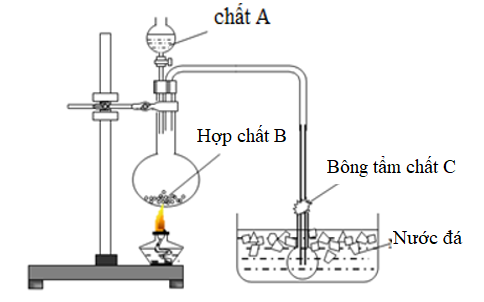 chất A
Hợp chất B
Bông tẩm chất C
Nước đá